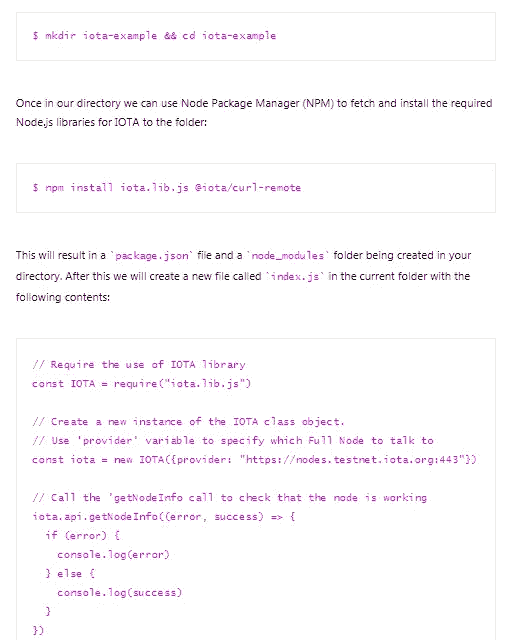 $ mkdir iota-example && cd iota-example
Once in our directory we can use Node Package Manager (NPM) to fetch and install the required
Node.js libraries for IOTA to the folder:
$ npm install iota.lib.js @iota/curl-remote
This will result in a `package.json` file and a `node_modules` folder being created in your
directory. After this we will create a new file called `index.js` in the current folder with the
following contents:
// Require the use of IOTA library
const IOTA = require("iota.lib.js")
// Create a new instance of the IOTA class object.
// Use 'provider' variable to specify which Full Node to talk to
const iota = new IOTA({provider: "https://nodes.testnet.iota.org:443"})
// Call the 'getNodeInfo call to check that the node is working
iota.api.getNodeInfo((error, success) => {
  if (error) {
    console.log(error)
  } else {
    console.log(success)
  }
})